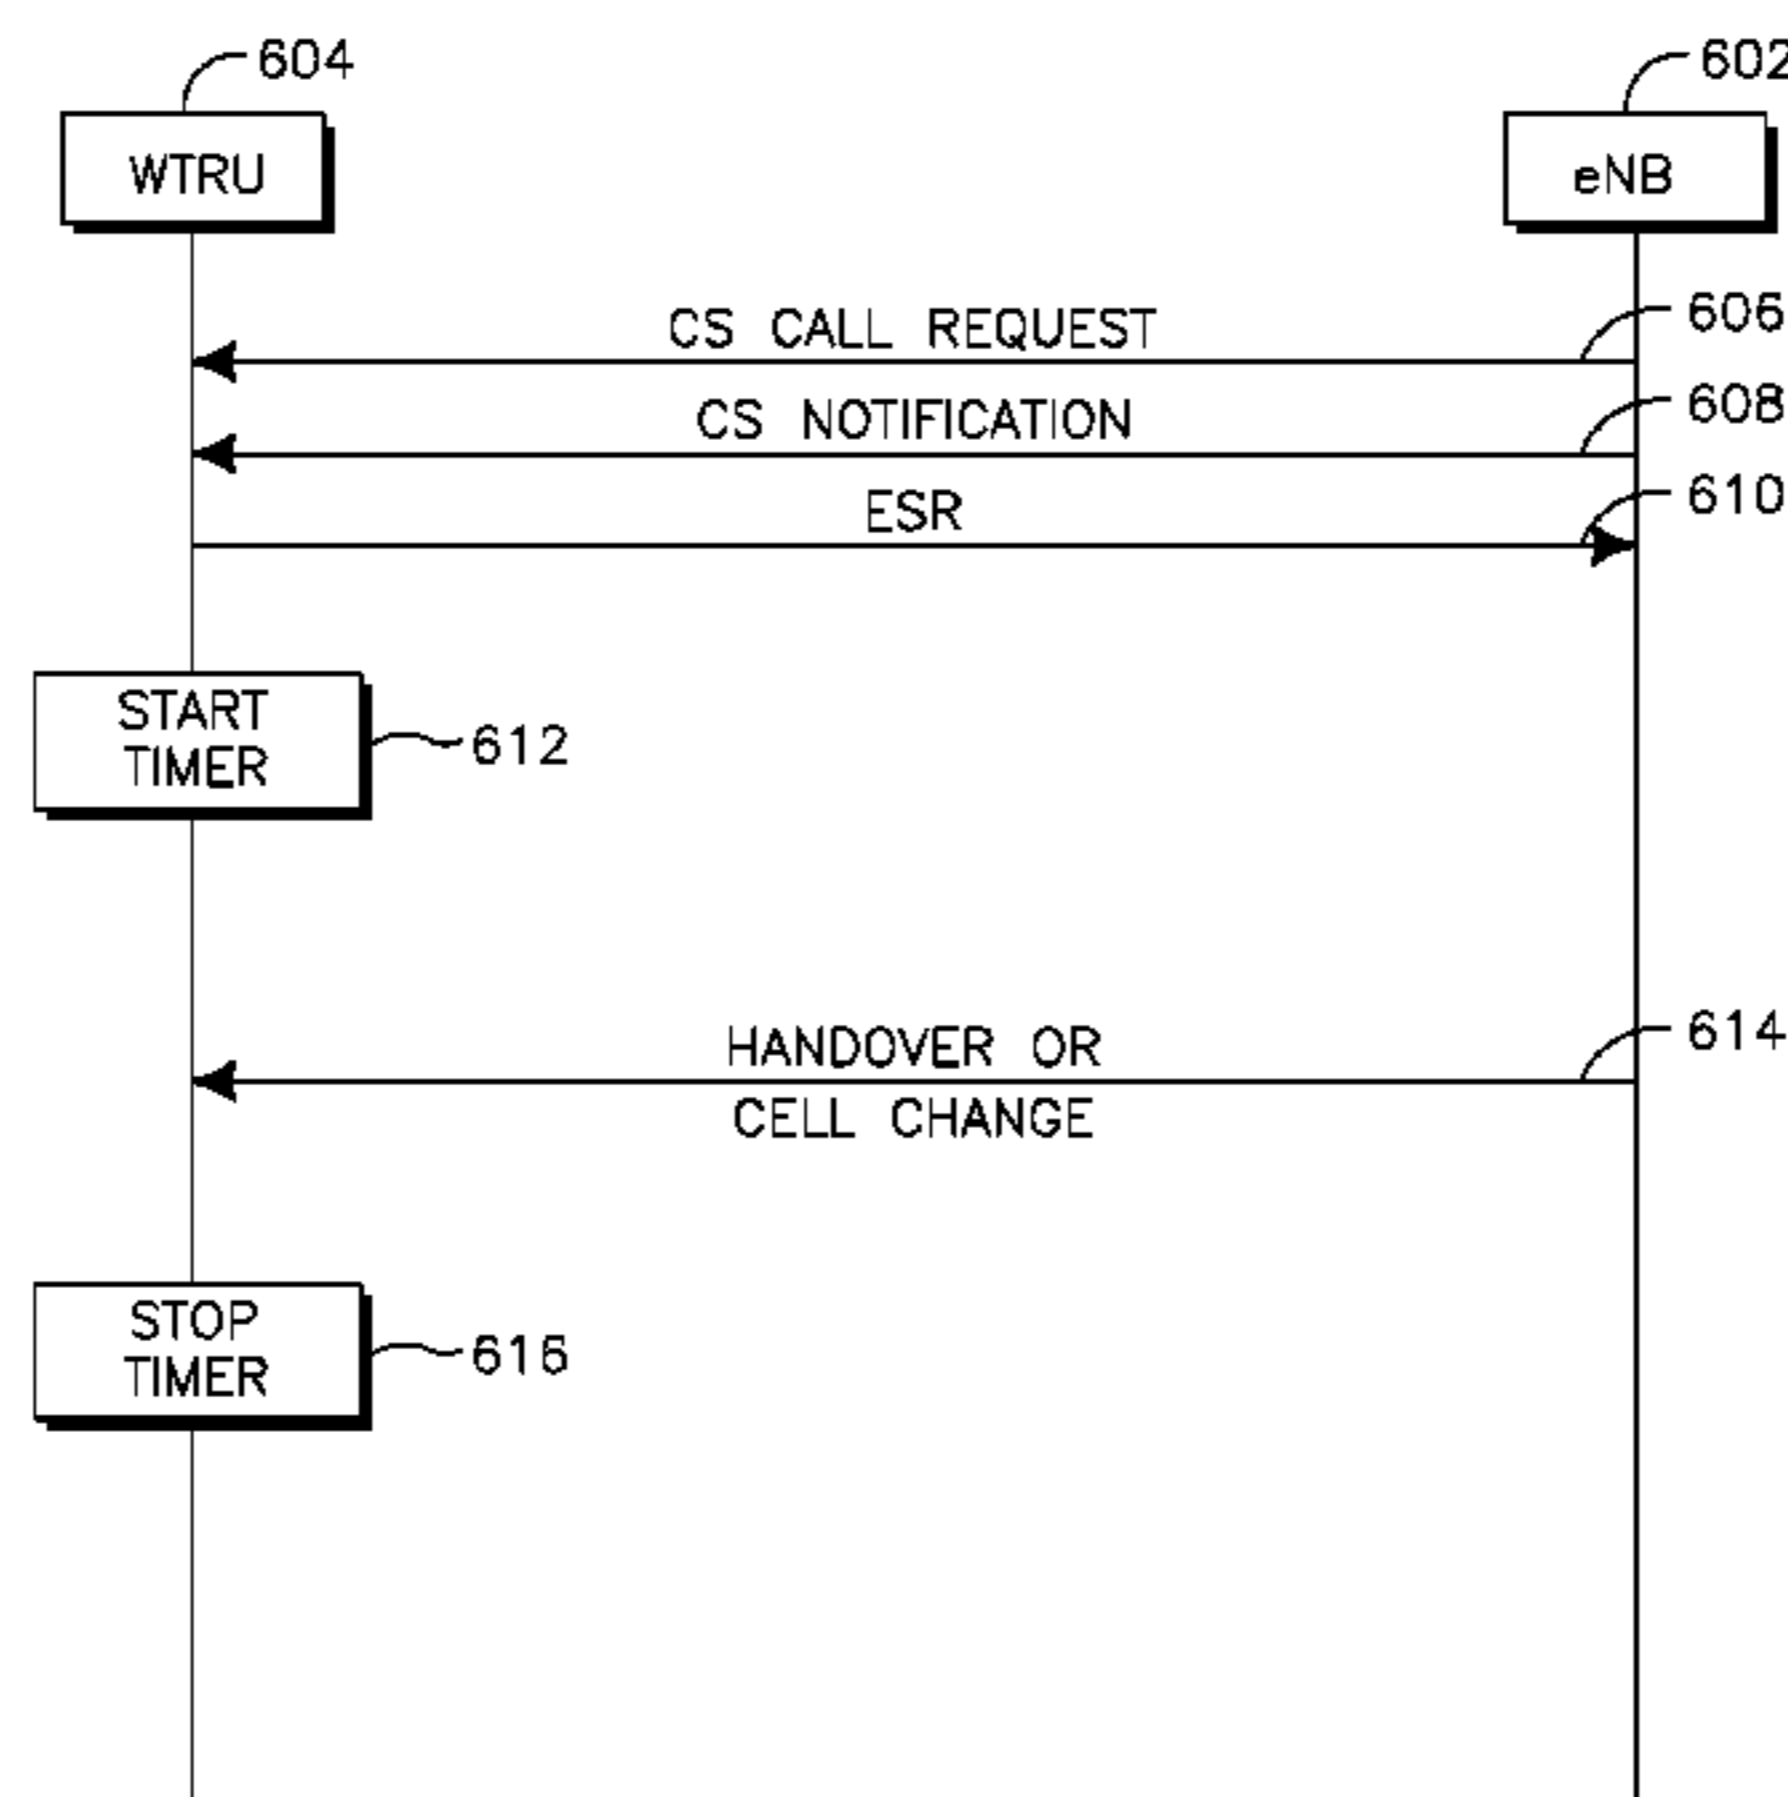 604
602
WTRU
eNB
CS CALL REQUEST
606
CS NOTIFICATION
608
ESR
610
START
TIMER
612
HANDOVER OR
CELL CHANGE
614
STOP
TIMER
616